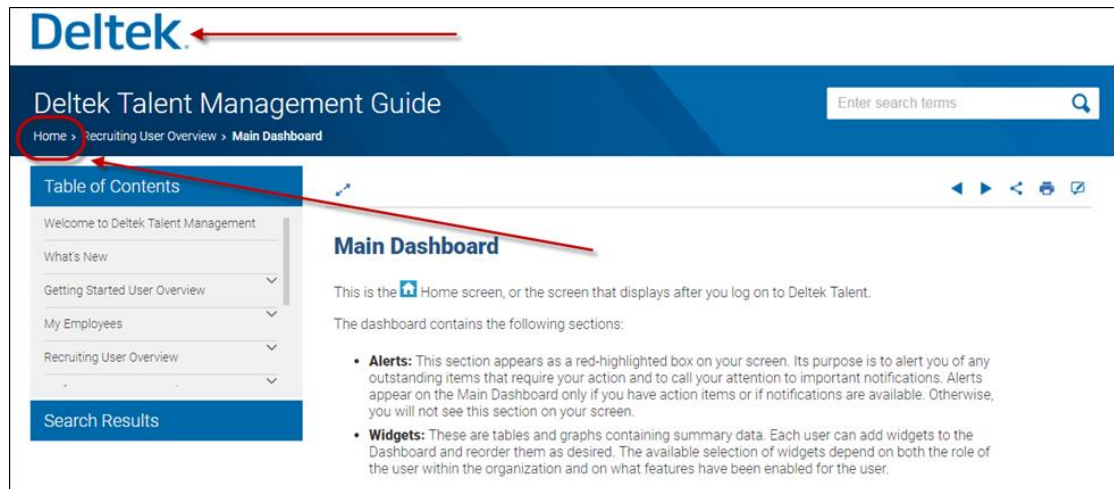 Deltek
Deltek Talent Management Guide
Enter search terms
Home > Recruiting User Overview > Main Dashboard
Table of Contents
Welcome to Deltek Talent Management
What's New
Getting Started User Overview
My Employees
Recruiting User Overview
Search Results
Main Dashboard
This is the Home screen, or the screen that displays after you log on to Deltek Talent.
The dashboard contains the following sections:
• Alerts: This section appears as a red-highlighted box on your screen. Its purpose is to alert you of any
outstanding items that require your action and to call your attention to important notifications. Alerts
appear on the Main Dashboard only if you have action items or if notifications are available. Otherwise,
you will not see this section on your screen.
• Widgets: These are tables and graphs containing summary data. Each user can add widgets to the
Dashboard and reorder them as desired. The available selection of widgets depend on both the role of
the user within the organization and on what features have been enabled for the user.